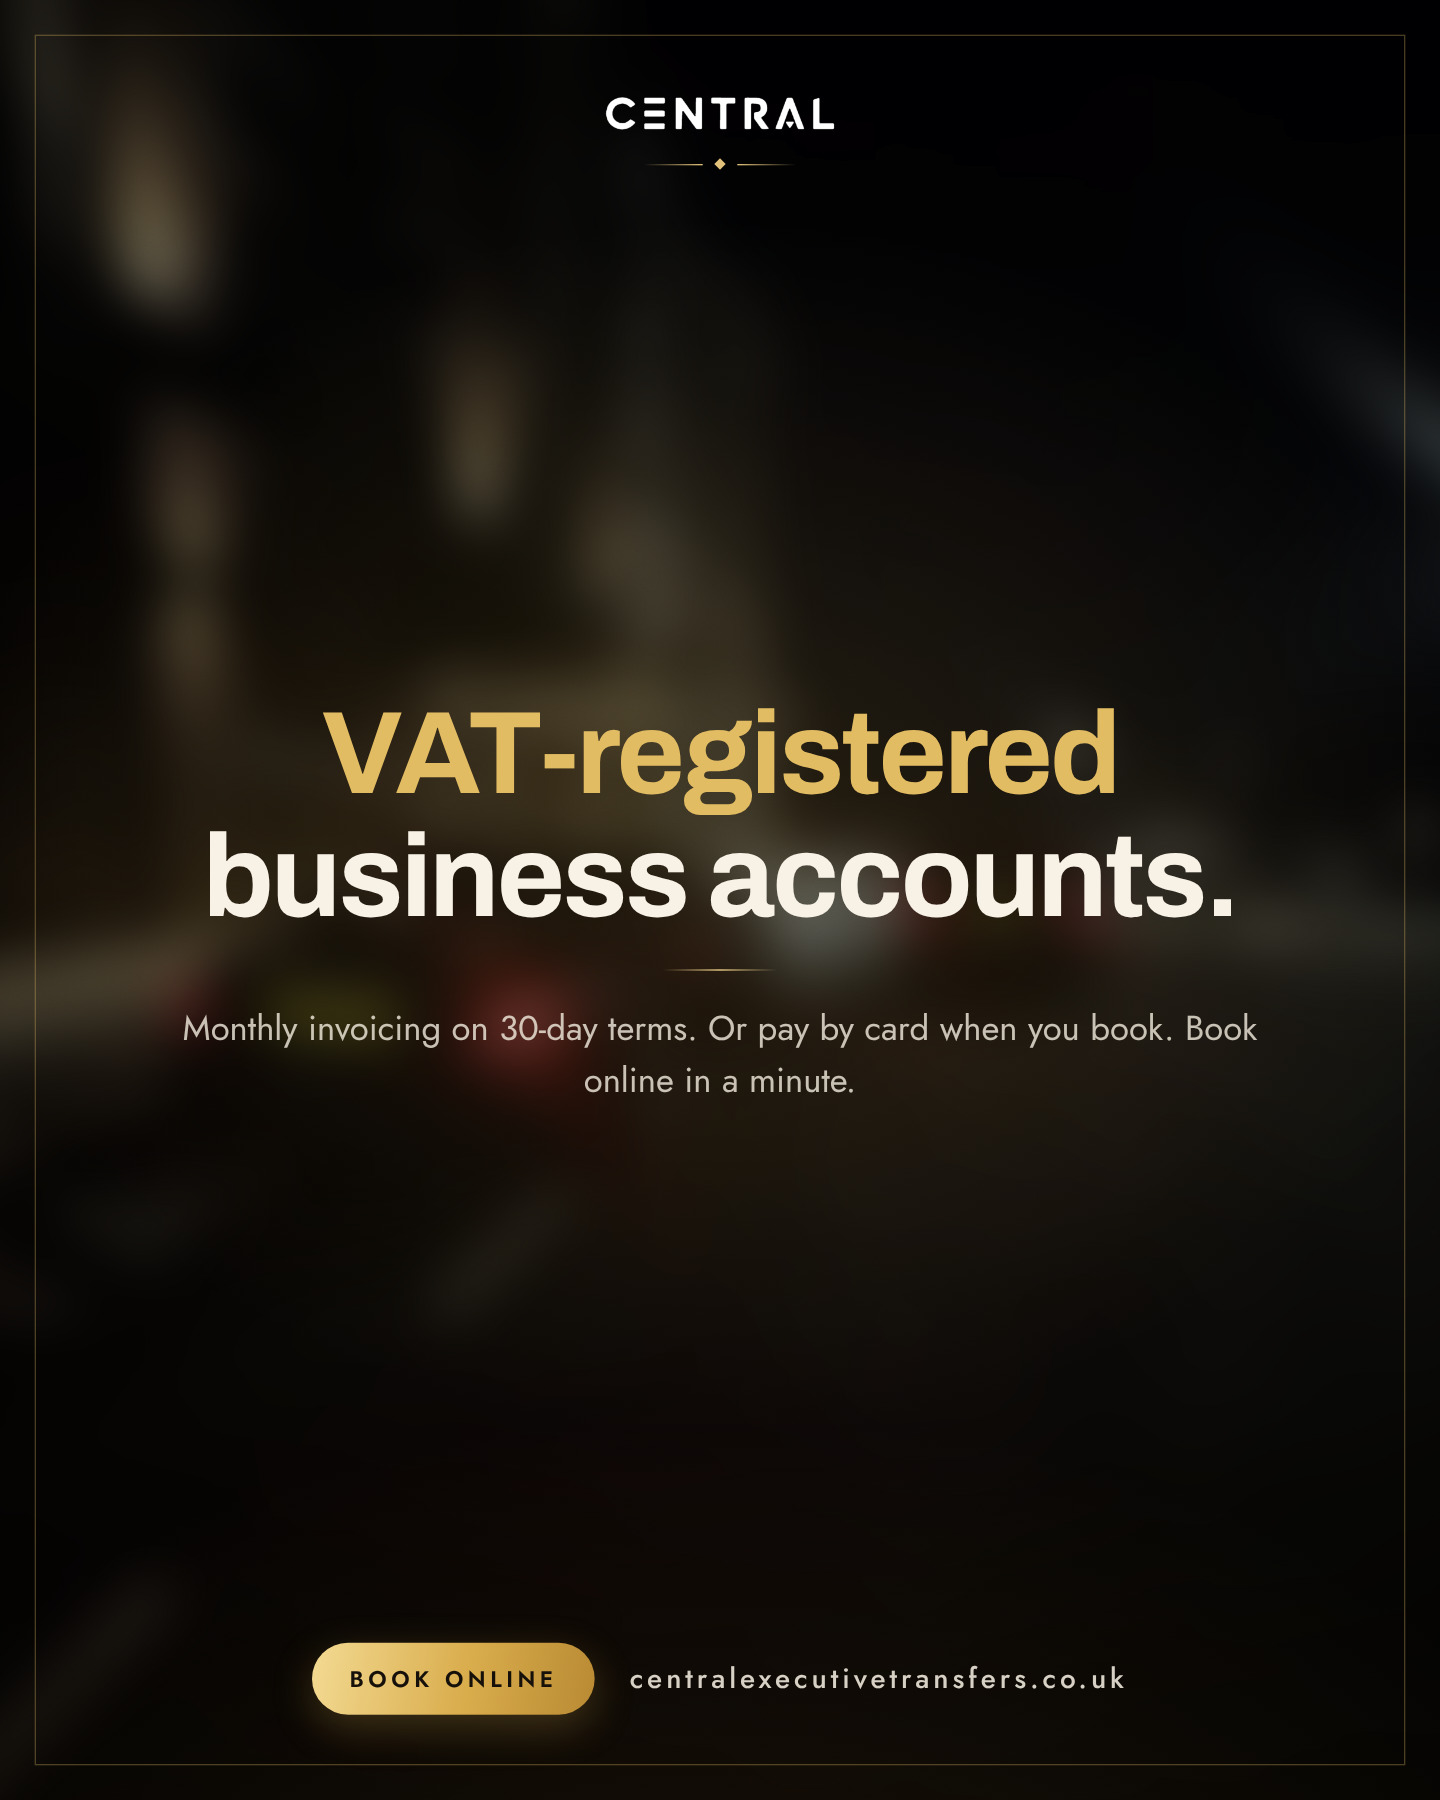 CENTRAL
VAT-registered
business accounts.
Monthly invoicing on 30-day terms. Or pay by card when you book. Book
online in a minute.
BOOK ONLINE
centralexecutivetransfers.co.uk